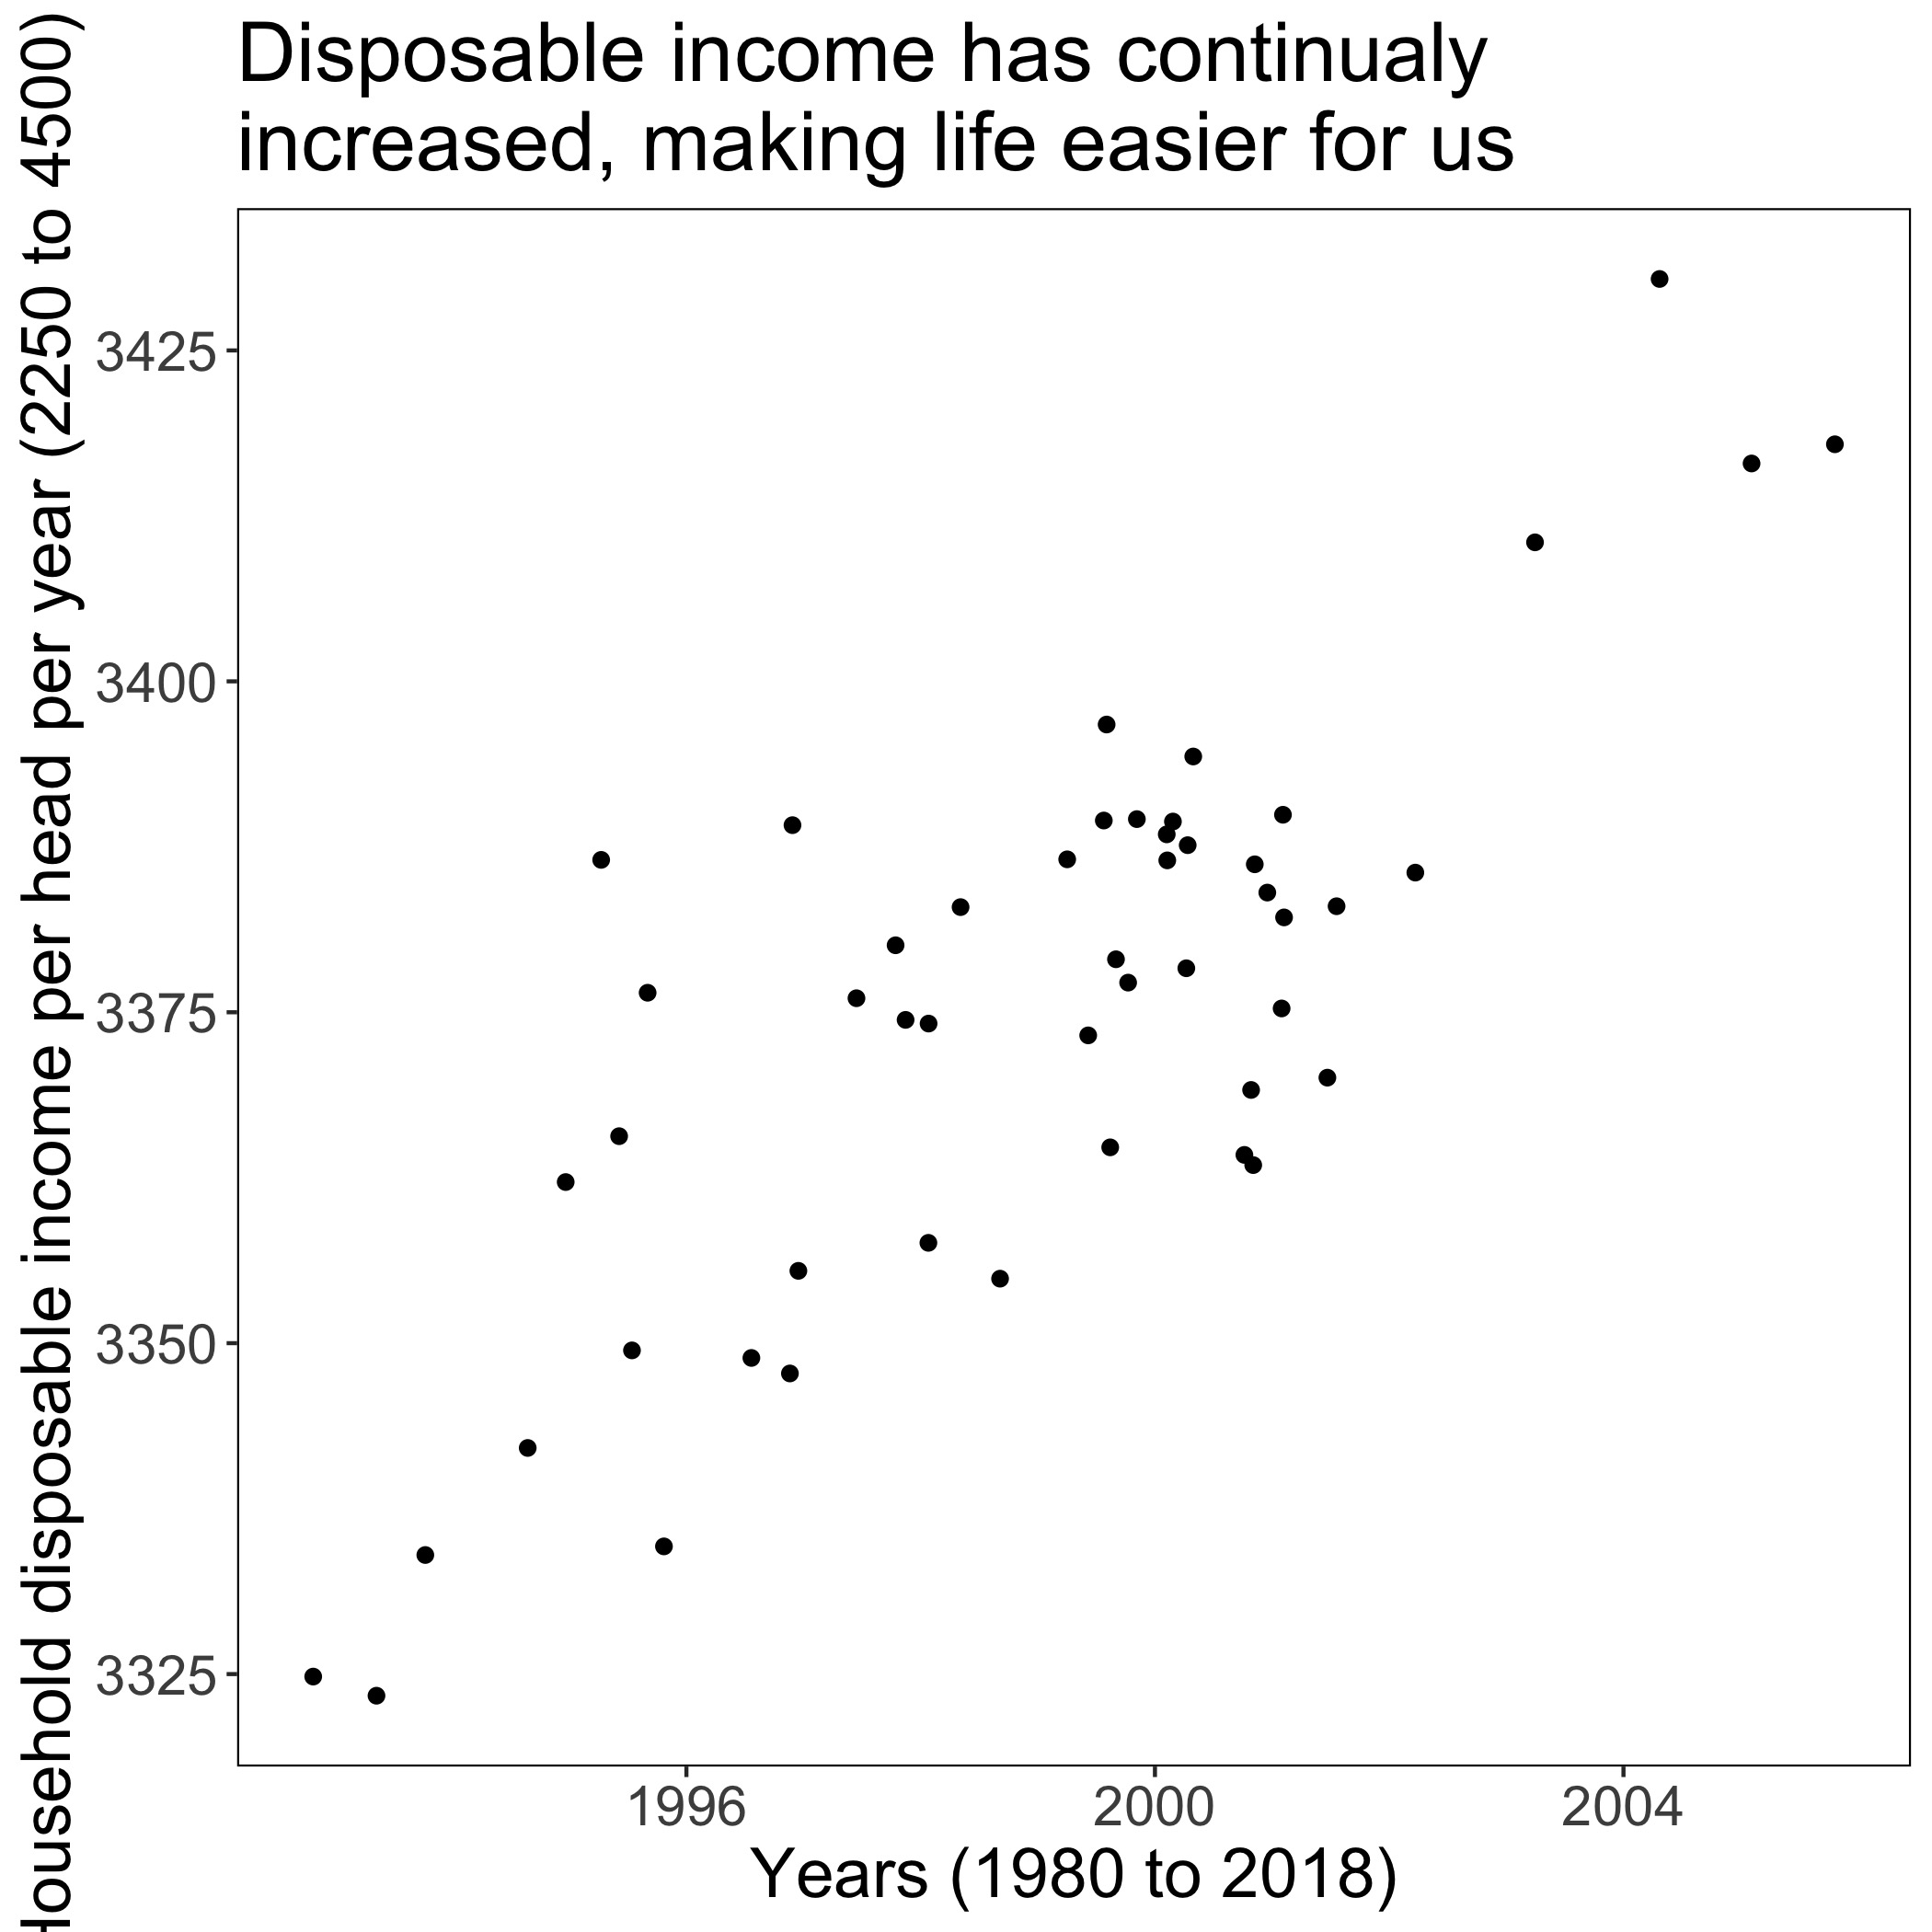 Disposable income has continualy
increased, making life easier for us
Household disposable income per head per year (2250 to 4500)
3425
3400
3375
3350
3325
1996 2000 2004
Years (1980 to 2018)